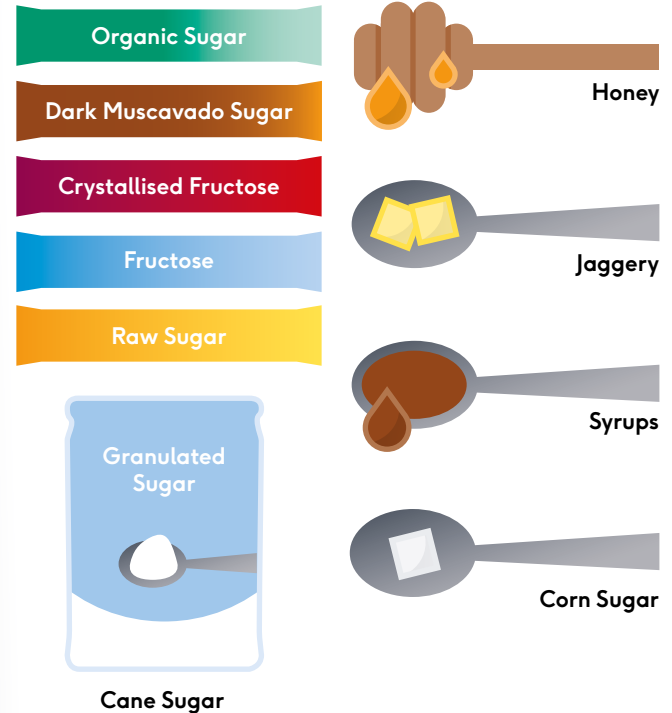 Organic Sugar
Dark Muscavado Sugar
Crystallised Fructose
Fructose
Raw Sugar
Granulated
Sugar
Cane Sugar
Honey
Jaggery
Syrups
Corn Sugar